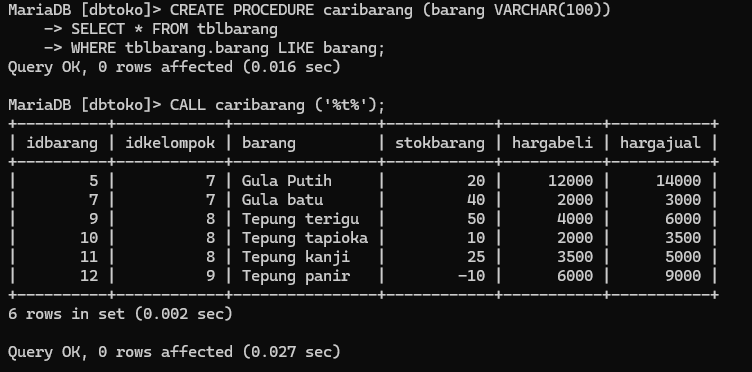 MariaDB [dbtoko]> CREATE PROCEDURE caribarang (barang VARCHAR(100))
    -> SELECT * FROM tblbarang
    -> WHERE tblbarang.barang LIKE barang;
Query OK, 0 rows affected (0.016 sec)

MariaDB [dbtoko]> CALL caribarang ('%t%');
+----------+------------+----------------+------------+-----------+-----------+
| idbarang | idkelompok | barang         | stokbarang | hargabeli | hargajual |
+----------+------------+----------------+------------+-----------+-----------+
|        5 |          7 | Gula Putih     |         20 |     12000 |     14000 |
|        7 |          7 | Gula batu      |         40 |      2000 |      3000 |
|        9 |          8 | Tepung terigu  |         50 |      4000 |      6000 |
|       10 |          8 | Tepung tapioka |         10 |      2000 |      3500 |
|       11 |          8 | Tepung kanji   |         25 |      3500 |      5000 |
|       12 |          9 | Tepung panir   |        -10 |      6000 |      9000 |
+----------+------------+----------------+------------+-----------+-----------+
6 rows in set (0.002 sec)

Query OK, 0 rows affected (0.027 sec)